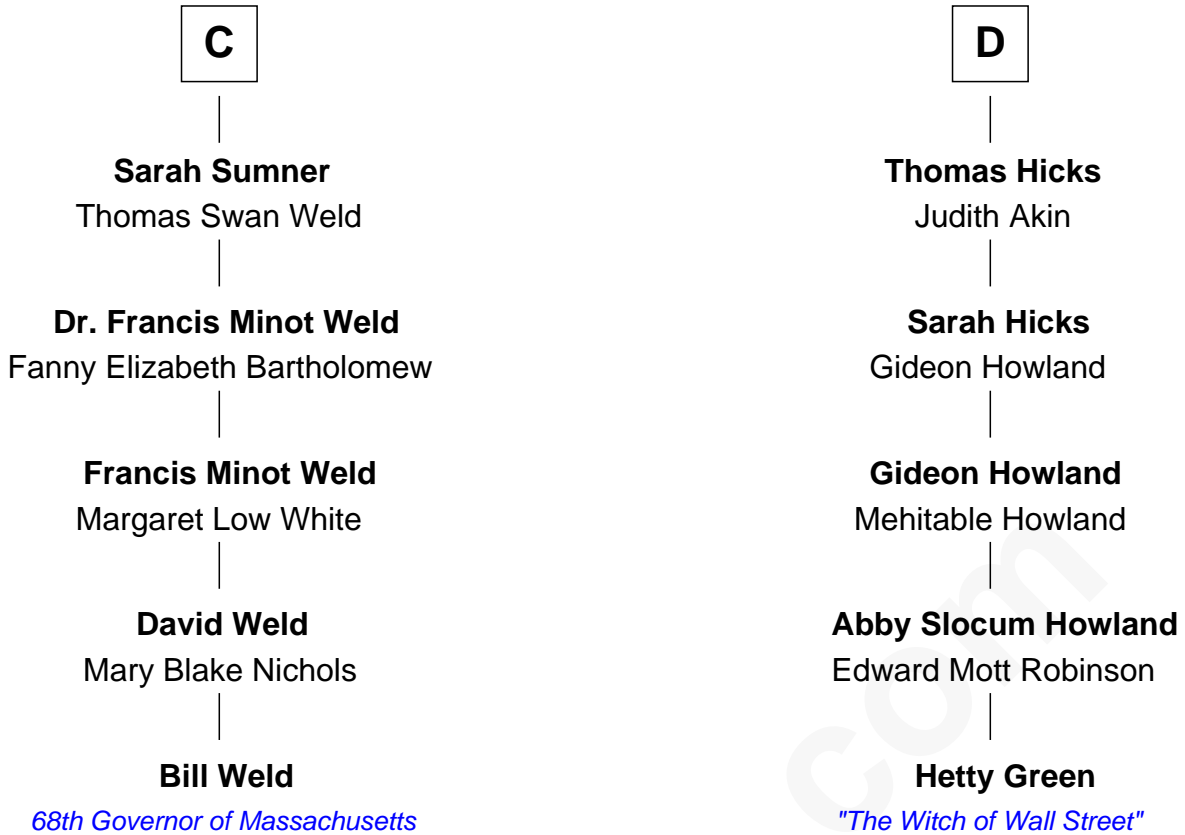 C
Sarah Sumner
Thomas Swan Weld
Dr. Francis Minot Weld
Fanny Elizabeth Bartholomew
Francis Minot Weld
Margaret Low White
David Weld
Mary Blake Nichols
Bill Weld
68th Governor of Massachusetts
D
Thomas Hicks
Judith Akin
Sarah Hicks
Gideon Howland
Gideon Howland
Mehitable Howland
Abby Slocum Howland
Edward Mott Robinson
Hetty Green
"The Witch of Wall Street"
com